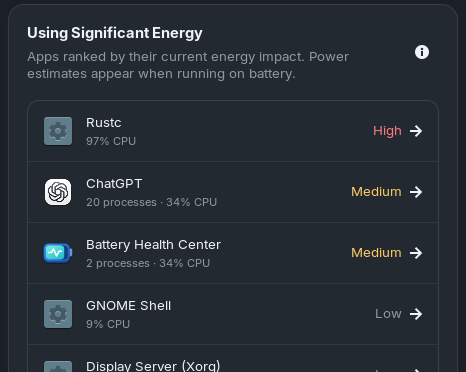 Using Significant Energy
Apps ranked by their current energy impact. Power
estimates appear when running on battery.
Rustc
97% CPU
High
ChatGPT
20 processes · 34% CPU
Medium
Battery Health Center
2 processes · 34% CPU
Medium
GNOME Shell
9% CPU
Low
Display Server (Xorg)